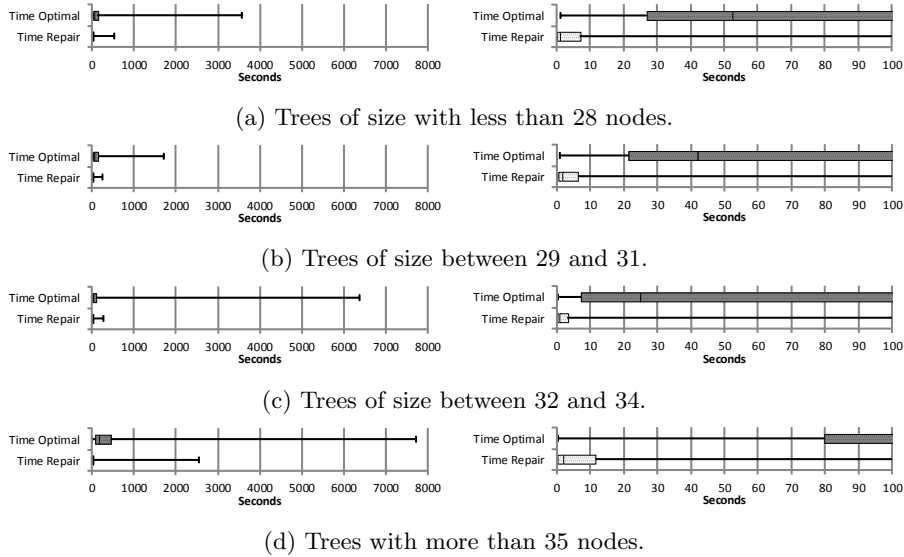 Time Optimal
Time Repair
0 1000 2000 3000 4000 5000 6000 7000 8000
Seconds
Time Optimal
Time Repair
0 10 20 30 40 50 60 70 80 90 100
Seconds
(a) Trees of size with less than 28 nodes.
Time Optimal
Time Repair
0 1000 2000 3000 4000 5000 6000 7000 8000
Seconds
Time Optimal
Time Repair
0 10 20 30 40 50 60 70 80 90 100
Seconds
(b) Trees of size between 29 and 31.
Time Optimal
Time Repair
0 1000 2000 3000 4000 5000 6000 7000 8000
Seconds
Time Optimal
Time Repair
0 10 20 30 40 50 60 70 80 90 100
Seconds
(c) Trees of size between 32 and 34.
Time Optimal
Time Repair
0 1000 2000 3000 4000 5000 6000 7000 8000
Seconds
Time Optimal
Time Repair
0 10 20 30 40 50 60 70 80 90 100
Seconds
(d) Trees with more than 35 nodes.